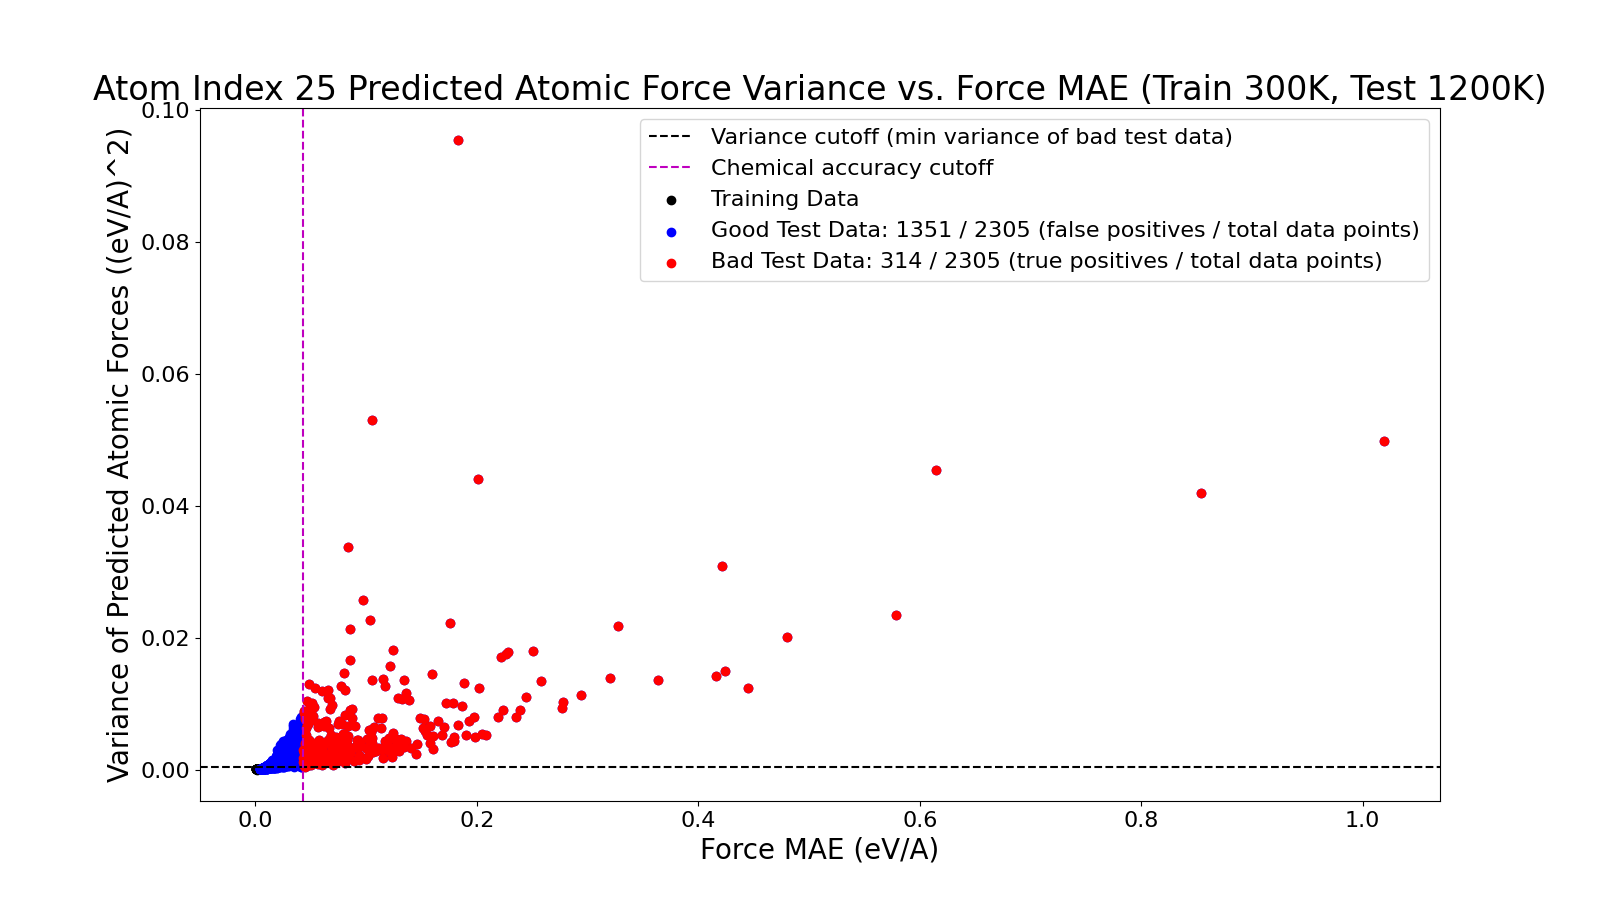 Atom Index 25 Predicted Atomic Force Variance vs. Force MAE (Train 300K, Test 1200K)
Variance of Predicted Atomic Forces ((eV/A)^2)
0.10
0.08
0.06
0.04
0.02
0.00
Variance cutoff (min variance of bad test data)
Chemical accuracy cutoff
Training Data
Good Test Data: 1351 / 2305 (false positives / total data points)
Bad Test Data: 314 / 2305 (true positives / total data points)
0.0 0.2 0.4 0.6 0.8 1.0
Force MAE (eV/A)